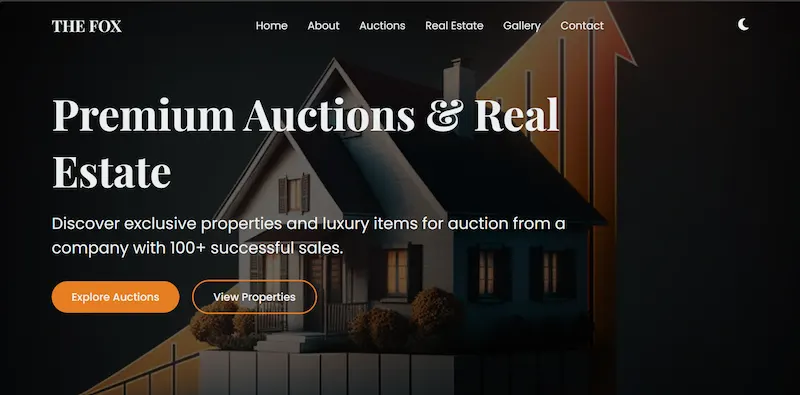 THE FOX
Home About Auctions Real Estate Gallery Contact
Premium Auctions & Real
Estate
Discover exclusive properties and luxury items for auction from a
company with 100+ successful sales.
Explore Auctions View Properties